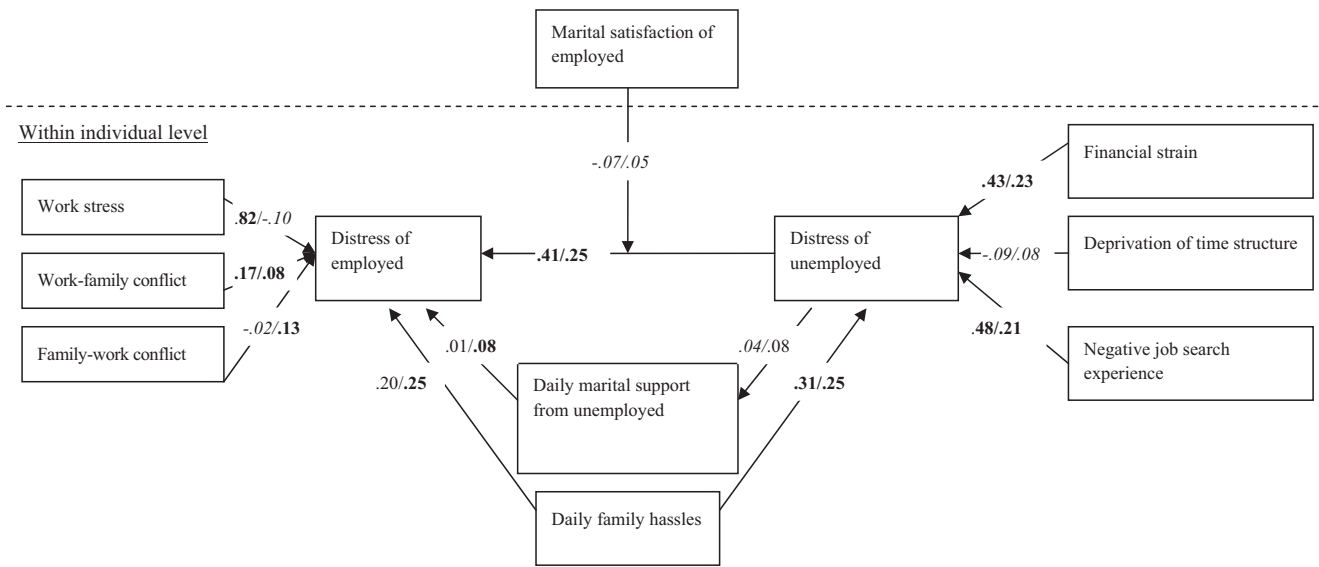 Marital satisfaction of
employed
Within individual level
-.07/.05
Financial strain
.43/.23
Work stress
.82/-.10
Distress of
employed
.41/.25
Distress of
unemployed
-.09/.08
Deprivation of time structure
Work-family conflict
.17/.08
-.02/.13
.48/.21
Family-work conflict
.01/.08
.04/.08
Negative job search
experience
.20/.25
Daily marital support
from unemployed
.31/.25
Daily family hassles